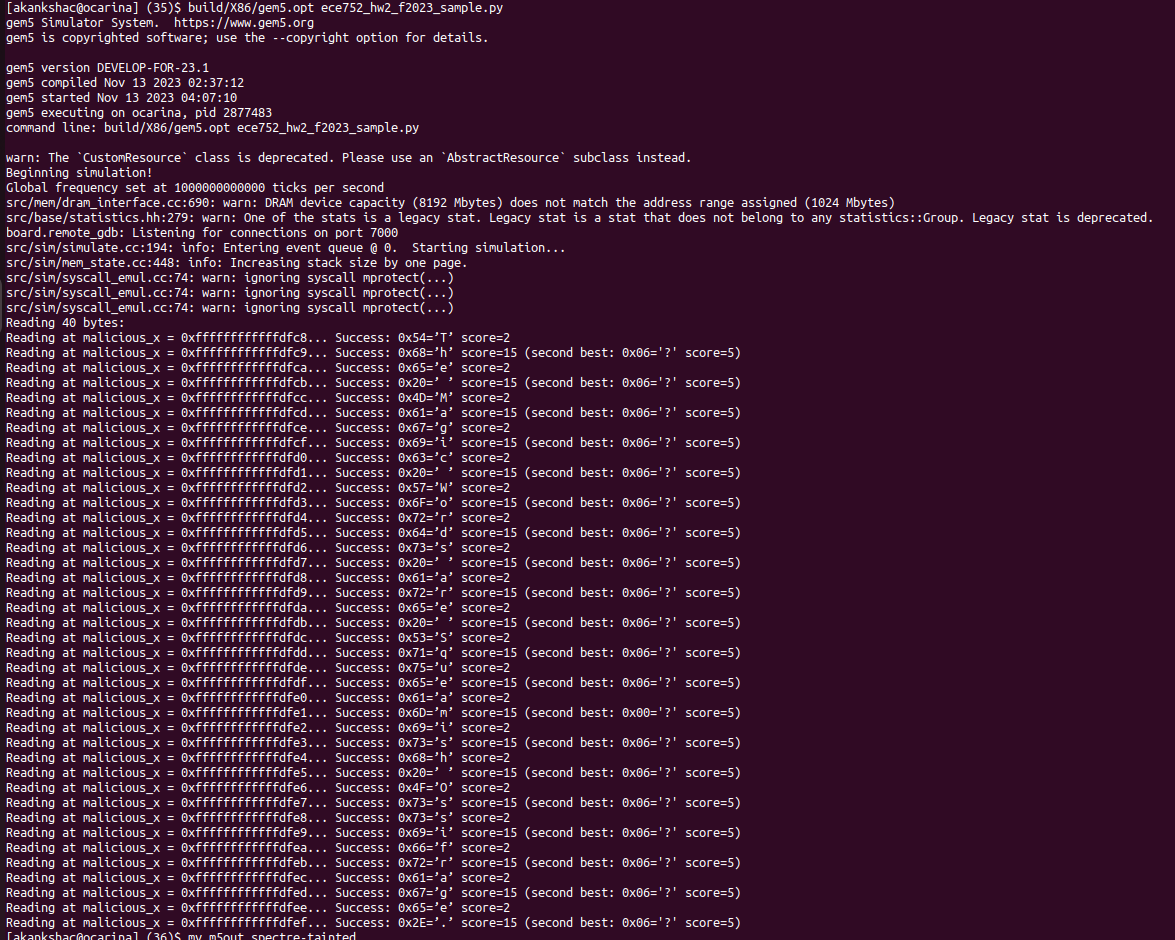 [akankshac@ocarina] (35)$ build/X86/gem5.opt ece752_hw2_f2023_sample.py
gem5 Simulator System.  https://www.gem5.org
gem5 is copyrighted software; use the --copyright option for details.

gem5 version DEVELOP-FOR-23.1
gem5 compiled Nov 13 2023 02:37:12
gem5 started Nov 13 2023 04:07:10
gem5 executing on ocarina, pid 2877483
command line: build/X86/gem5.opt ece752_hw2_f2023_sample.py

warn: The `CustomResource` class is deprecated. Please use an `AbstractResource` subclass instead.
Beginning simulation!
Global frequency set at 1000000000000 ticks per second
src/mem/dram_interface.cc:690: warn: DRAM device capacity (8192 Mbytes) does not match the address range assigned (1024 Mbytes)
src/base/statistics.hh:279: warn: One of the stats is a legacy stat. Legacy stat is a stat that does not belong to any statistics::Group. Legacy stat is deprecated.
board.remote_gdb: Listening for connections on port 7000
src/sim/simulate.cc:194: info: Entering event queue @ 0.  Starting simulation...
src/sim/mem_state.cc:448: info: Increasing stack size by one page.
src/sim/syscall_emul.cc:74: warn: ignoring syscall mprotect(...)
src/sim/syscall_emul.cc:74: warn: ignoring syscall mprotect(...)
src/sim/syscall_emul.cc:74: warn: ignoring syscall mprotect(...)
Reading 40 bytes:
Reading at malicious_x = 0xffffffffffffdfc8... Success: 0x54=’T’ score=2
Reading at malicious_x = 0xffffffffffffdfc9... Success: 0x68=’h’ score=15 (second best: 0x06='?' score=5)
Reading at malicious_x = 0xffffffffffffdfca... Success: 0x65=’e’ score=2
Reading at malicious_x = 0xffffffffffffdfcb... Success: 0x20=’ ’ score=15 (second best: 0x06='?' score=5)
Reading at malicious_x = 0xffffffffffffdfcc... Success: 0x4D=’M’ score=2
Reading at malicious_x = 0xffffffffffffdfcd... Success: 0x61=’a’ score=15 (second best: 0x06='?' score=5)
Reading at malicious_x = 0xffffffffffffdfce... Success: 0x67=’g’ score=2
Reading at malicious_x = 0xffffffffffffdfcf... Success: 0x69=’i’ score=15 (second best: 0x06='?' score=5)
Reading at malicious_x = 0xffffffffffffdfd0... Success: 0x63=’c’ score=2
Reading at malicious_x = 0xffffffffffffdfd1... Success: 0x20=’ ’ score=15 (second best: 0x06='?' score=5)
Reading at malicious_x = 0xffffffffffffdfd2... Success: 0x57=’W’ score=2
Reading at malicious_x = 0xffffffffffffdfd3... Success: 0x6F=’o’ score=15 (second best: 0x06='?' score=5)
Reading at malicious_x = 0xffffffffffffdfd4... Success: 0x72=’r’ score=2
Reading at malicious_x = 0xffffffffffffdfd5... Success: 0x64=’d’ score=15 (second best: 0x06='?' score=5)
Reading at malicious_x = 0xffffffffffffdfd6... Success: 0x73=’s’ score=2
Reading at malicious_x = 0xffffffffffffdfd7... Success: 0x20=’ ’ score=15 (second best: 0x06='?' score=5)
Reading at malicious_x = 0xffffffffffffdfd8... Success: 0x61=’a’ score=2
Reading at malicious_x = 0xffffffffffffdfd9... Success: 0x72=’r’ score=15 (second best: 0x06='?' score=5)
Reading at malicious_x = 0xffffffffffffdfda... Success: 0x65=’e’ score=2
Reading at malicious_x = 0xffffffffffffdfdb... Success: 0x20=’ ’ score=15 (second best: 0x06='?' score=5)
Reading at malicious_x = 0xffffffffffffdfdc... Success: 0x53=’S’ score=2
Reading at malicious_x = 0xffffffffffffdfdd... Success: 0x71=’q’ score=15 (second best: 0x06='?' score=5)
Reading at malicious_x = 0xffffffffffffdfde... Success: 0x75=’u’ score=2
Reading at malicious_x = 0xffffffffffffdfdf... Success: 0x65=’e’ score=15 (second best: 0x06='?' score=5)
Reading at malicious_x = 0xffffffffffffdfe0... Success: 0x61=’a’ score=2
Reading at malicious_x = 0xffffffffffffdfe1... Success: 0x6D=’m’ score=15 (second best: 0x00='?' score=5)
Reading at malicious_x = 0xffffffffffffdfe2... Success: 0x69=’i’ score=2
Reading at malicious_x = 0xffffffffffffdfe3... Success: 0x73=’s’ score=15 (second best: 0x06='?' score=5)
Reading at malicious_x = 0xffffffffffffdfe4... Success: 0x68=’h’ score=2
Reading at malicious_x = 0xffffffffffffdfe5... Success: 0x20=’ ’ score=15 (second best: 0x06='?' score=5)
Reading at malicious_x = 0xffffffffffffdfe6... Success: 0x4F=’O’ score=2
Reading at malicious_x = 0xffffffffffffdfe7... Success: 0x73=’s’ score=15 (second best: 0x06='?' score=5)
Reading at malicious_x = 0xffffffffffffdfe8... Success: 0x73=’s’ score=2
Reading at malicious_x = 0xffffffffffffdfe9... Success: 0x69=’i’ score=15 (second best: 0x06='?' score=5)
Reading at malicious_x = 0xffffffffffffdfea... Success: 0x66=’f’ score=2
Reading at malicious_x = 0xffffffffffffdfeb... Success: 0x72=’r’ score=15 (second best: 0x06='?' score=5)
Reading at malicious_x = 0xffffffffffffdfec... Success: 0x61=’a’ score=2
Reading at malicious_x = 0xffffffffffffdfed... Success: 0x67=’g’ score=15 (second best: 0x06='?' score=5)
Reading at malicious_x = 0xffffffffffffdfee... Success: 0x65=’e’ score=2
Reading at malicious_x = 0xffffffffffffdfef... Success: 0x2E=’.’ score=15 (second best: 0x06='?' score=5)
[akankshac@ocarina] (36)$ mv m5out spectre-tainted